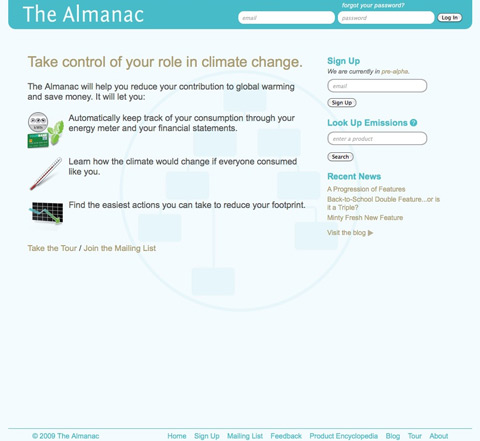 The Almanac
forgot your password?
email
password
Log In
Take control of your role in climate change.
The Almanac will help you reduce your contribution to global warming
and save money. It will let you:
Automatically keep track of your consumption through your
energy meter and your financial statements.
Learn how the climate would change if everyone consumed
like you.
Find the easiest actions you can take to reduce your footprint.
Take the Tour / Join the Mailing List
Sign Up
We are currently in pre-alpha.
email
Sign Up
Look Up Emissions ?
enter a product
Search
Recent News
A Progression of Features
Back-to-School Double Feature...or is
it a Triple?
Minty Fresh New Feature
Visit the blog
© 2009 The Almanac
Home Sign Up Mailing List Feedback Product Encyclopedia Blog Tour About